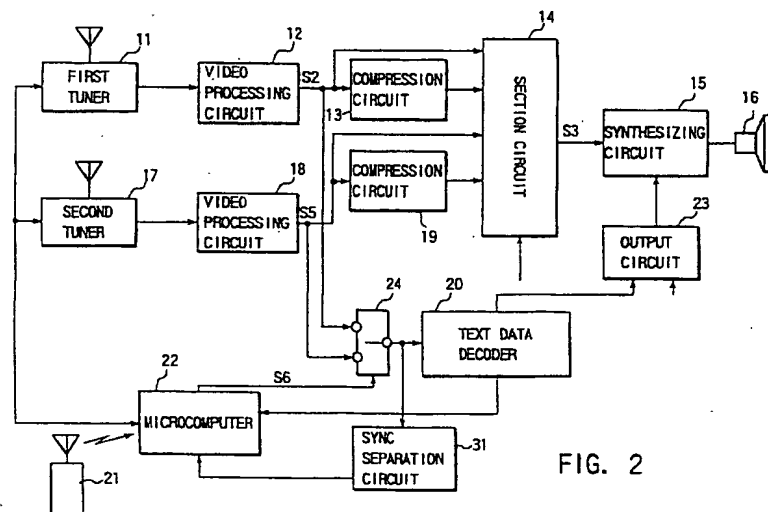 11
FIRST
TUNER
12
VIDEO
PROCESSING
CIRCUIT
S2
COMPRESSION
CIRCUIT
13
14
SECTION CIRCUIT
S3
15
SYNTHESIZING
CIRCUIT
16
17
SECOND
TUNER
18
VIDEO
PROCESSING
CIRCUIT
S5
COMPRESSION
CIRCUIT
19
23
OUTPUT
CIRCUIT
24
20
TEXT DATA
DECODER
22
S6
MICROCOMPUTER
SYNC
SEPARATION
CIRCUIT
31
21
FIG. 2